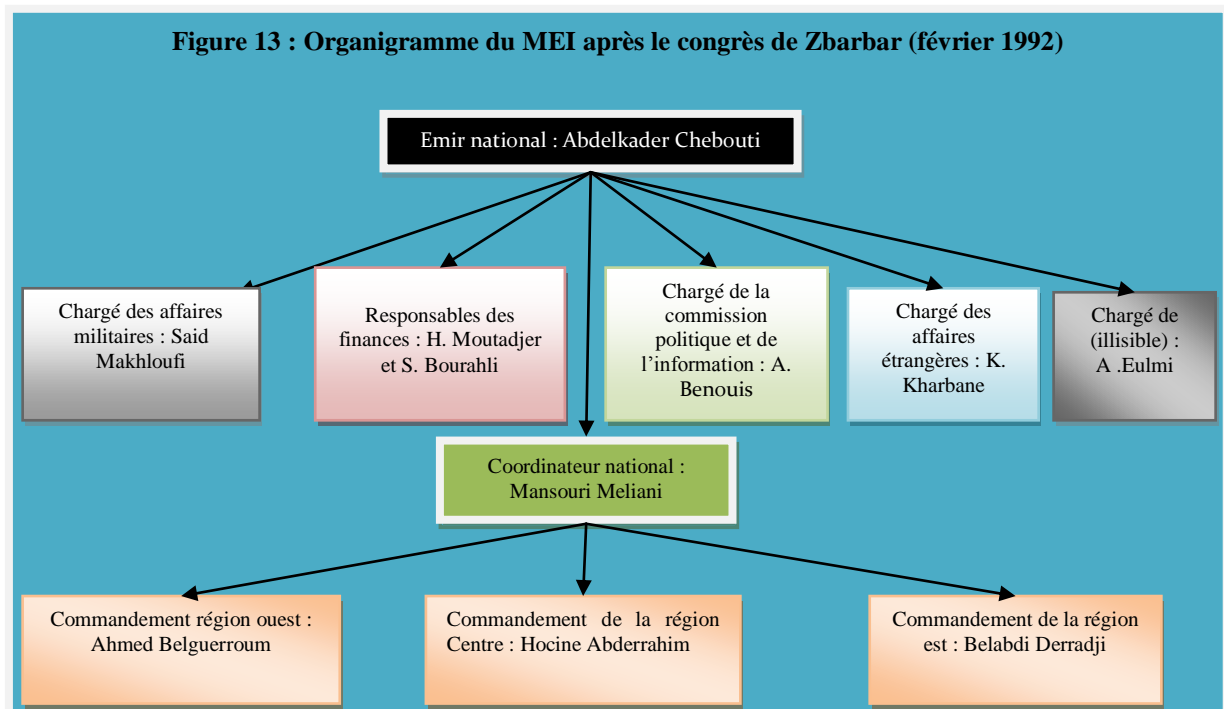 Figure 13 : Organigramme du MEI après le congrès de Zbarbar (février 1992)
Emir national : Abdelkader Chebouti
Chargé des affaires
militaires : Said
Makhloufi
Responsables des
finances : H. Moutadjer
et S. Bourahli
Chargé de la
commission
politique et de
l'information : A.
Benouis
Chargé des
affaires
étrangères : K.
Kharbane
Chargé de
(illisible) :
A .Eulmi
Coordinateur national :
Mansouri Meliani
Commandement région ouest :
Ahmed Belguerroum
Commandement de la région
Centre : Hocine Abderrahim
Commandement de la région
est : Belabdi Derradji